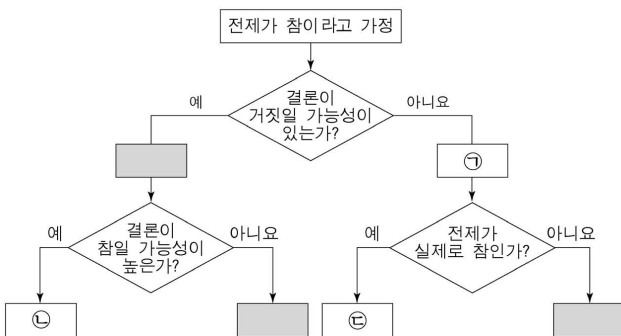 전제가 참이라고 가정
결론이
거짓일 가능성이
있는가?
예
아니요
㉠
결론이
참일 가능성이
높은가?
예
아니요
전제가
실제로 참인가?
예
아니요
㉡
㉢